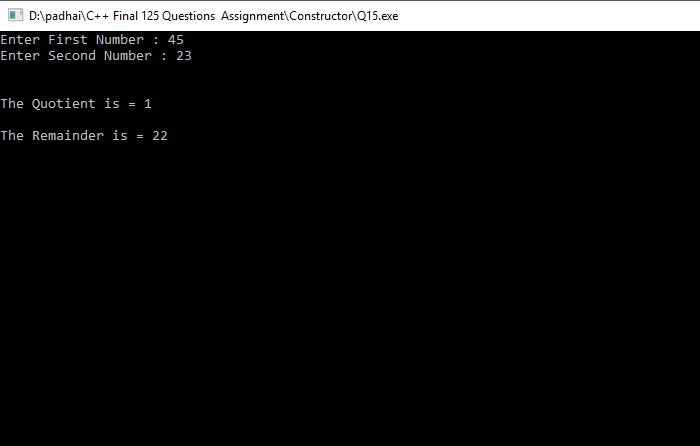 D:\padhai\C++ Final 125 Questions  Assignment\Constructor\Q15.exe
Enter First Number : 45
Enter Second Number : 23
The Quotient is = 1
The Remainder is = 22